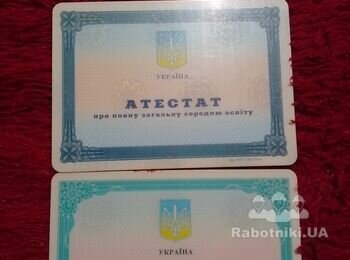 УКРАЇНА
АТЕСТАТ
про повну загальну середню освіту
УКРАЇНА
Rabotniki.UA